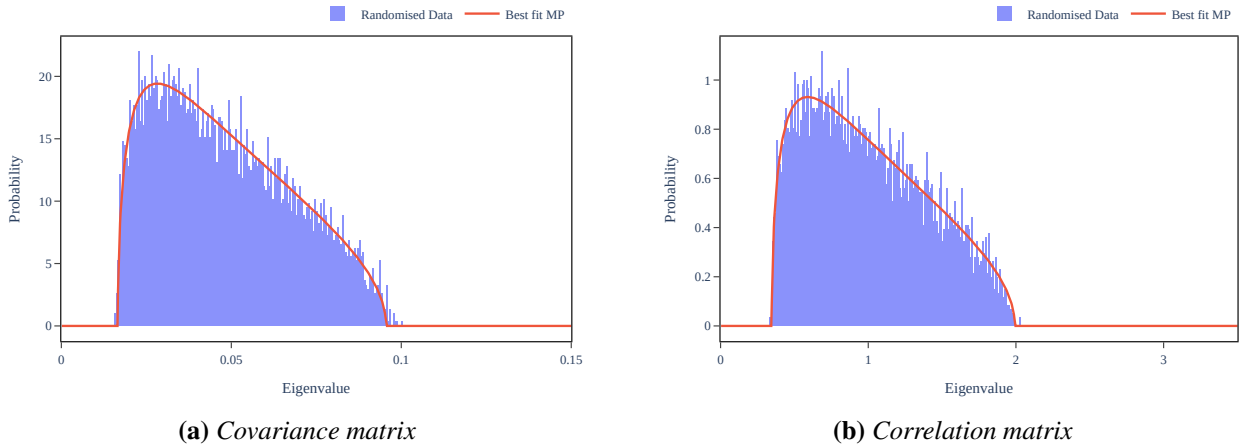 Randomised Data Best fit MP
20
15
10
5
0
Probability
0 0.05 0.1 0.15
Eigenvalue
(a) Covariance matrix
Randomised Data Best fit MP
1
0.8
0.6
0.4
0.2
0
Probability
0 1 2 3
Eigenvalue
(b) Correlation matrix